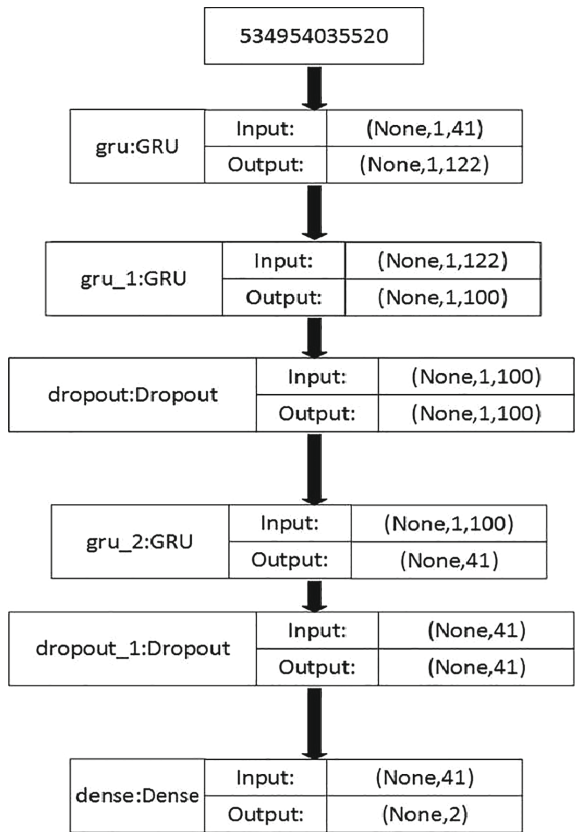 534954035520
gru:GRU
Input: (None,1,41)
Output: (None,1,122)
gru_1:GRU
Input: (None,1,122)
Output: (None,1,100)
dropout:Dropout
Input: (None,1,100)
Output: (None,1,100)
gru_2:GRU
Input: (None,1,100)
Output: (None,41)
dropout_1:Dropout
Input: (None,41)
Output: (None,41)
dense:Dense
Input: (None,41)
Output: (None,2)